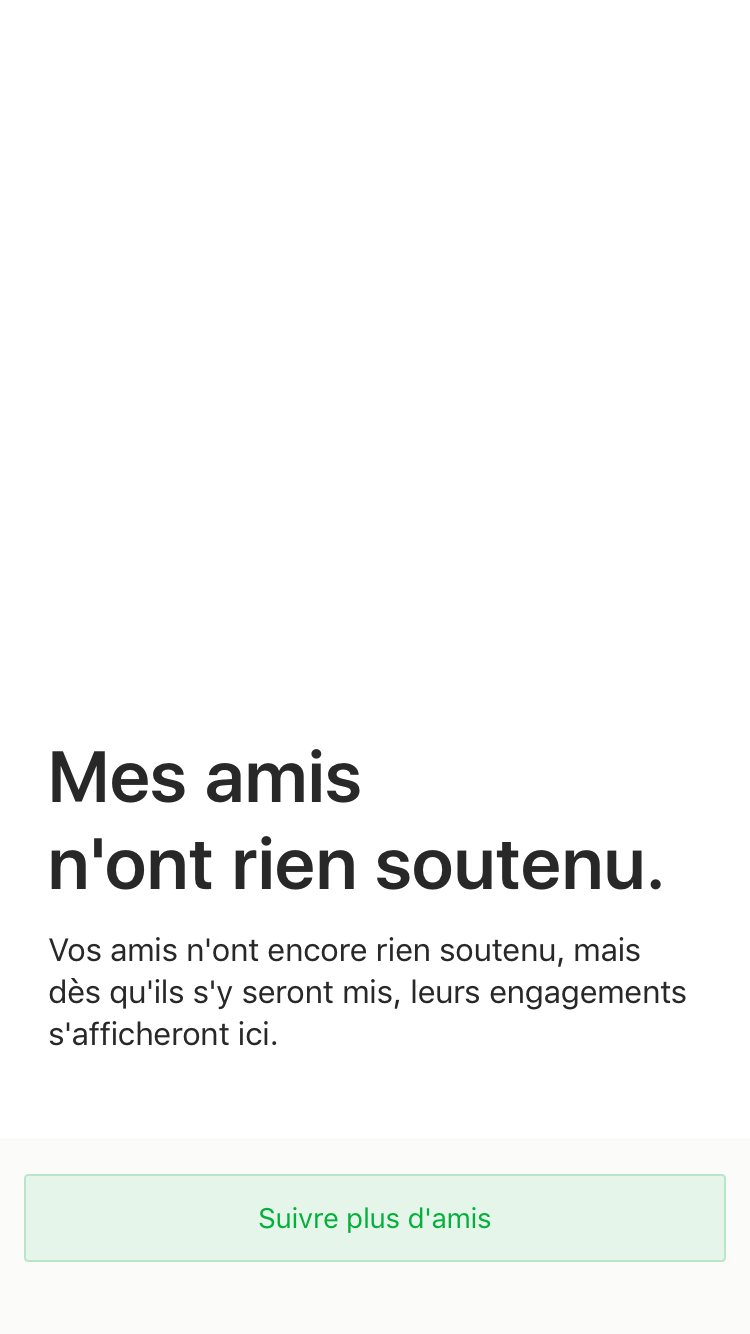 Mes amis
n'ont rien soutenu.
Vos amis n'ont encore rien soutenu, mais
dès qu'ils s'y seront mis, leurs engagements
s'afficheront ici.
Suivre plus d'amis